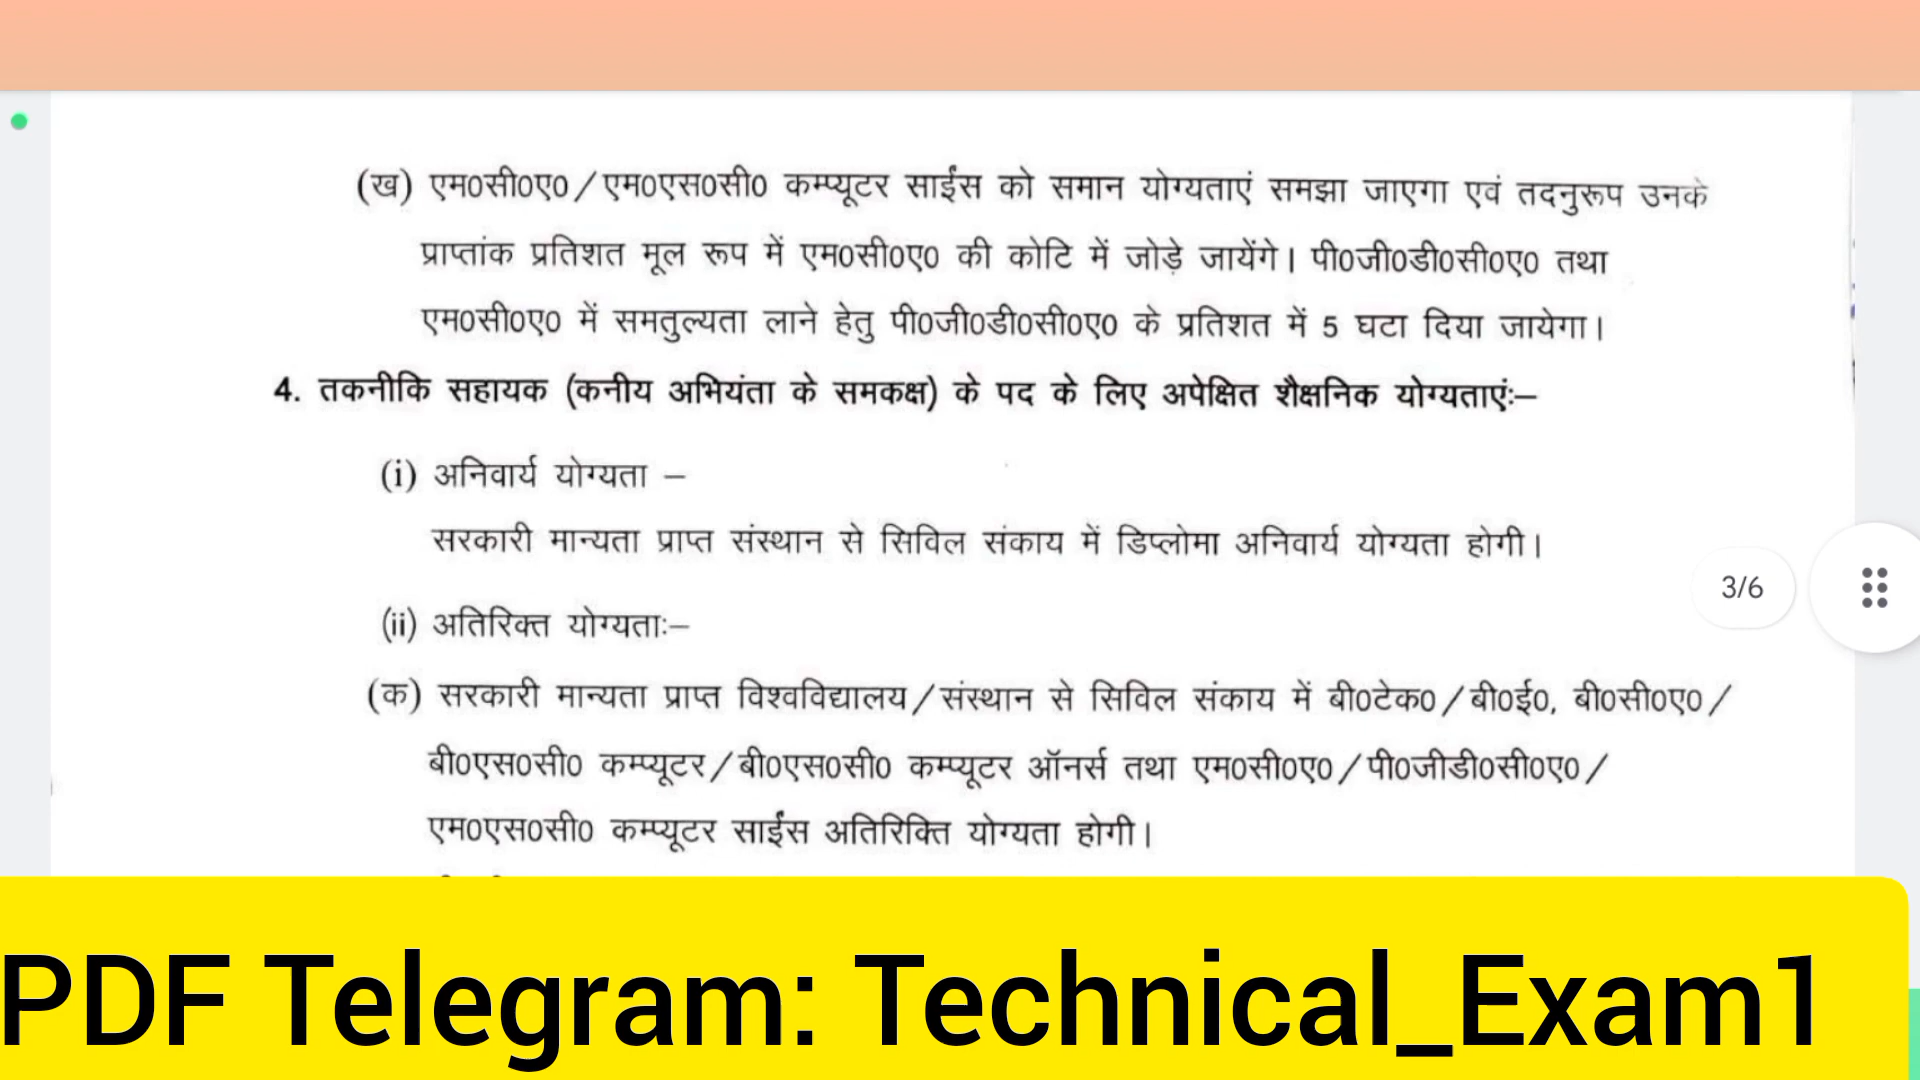 (ख) एम0सी0ए0/एम0एस0सी0 कम्प्यूटर साईंस को समान योग्यताएं समझा जाएगा एवं तदनुरूप उनके
प्राप्तांक प्रतिशत मूल रूप में एम0सी0ए0 की कोटि में जोड़े जायेंगे। पी0जी0डी0सी0ए0 तथा
एम0सी0ए0 में समतुल्यता लाने हेतु पी0जी0डी0सी0ए0 के प्रतिशत में 5 घटा दिया जायेगा।
4. तकनीकि सहायक (कनीय अभियंता के समकक्ष) के पद के लिए अपेक्षित शैक्षनिक योग्यताएंः–
(i) अनिवार्य योग्यता –
सरकारी मान्यता प्राप्त संस्थान से सिविल संकाय में डिप्लोमा अनिवार्य योग्यता होगी।
3/6
(ii) अतिरिक्त योग्यताः–
(क) सरकारी मान्यता प्राप्त विश्वविद्यालय/संस्थान से सिविल संकाय में बी0टेक0/बी0ई0, बी0सी0ए0/
बी0एस0सी0 कम्प्यूटर/बी0एस0सी0 कम्प्यूटर ऑनर्स तथा एम0सी0ए0/पी0जीडी0सी0ए0/
एम0एस0सी0 कम्प्यूटर साईंस अतिरिक्ति योग्यता होगी।
PDF Telegram: Technical_Exam1